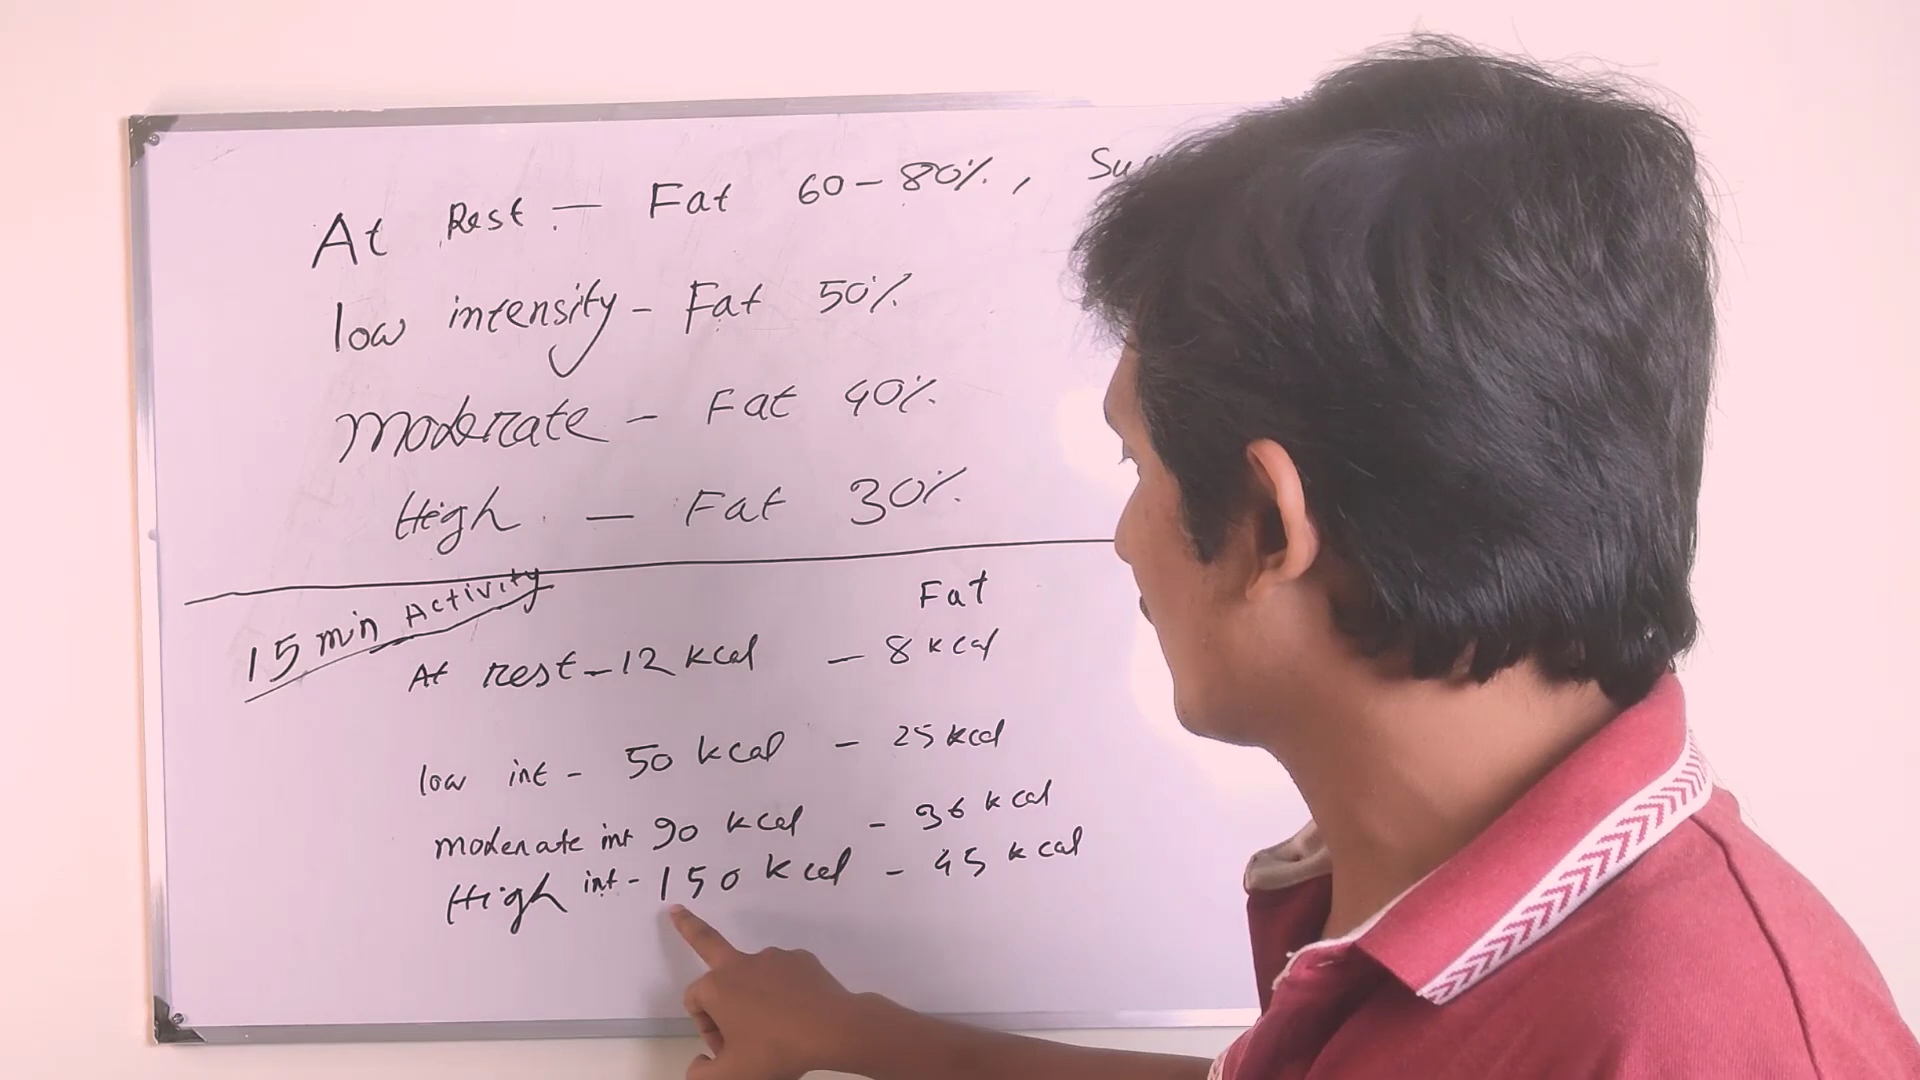 At Rest — Fat 60-80%, Su
low intensity - Fat 50%
Moderate - Fat 40%
High - Fat 30%
15 min Activity
Fat
At rest - 12 kcal - 8 kcal
low int - 50 kcal - 25 kcal
moderate int 90 kcal - 36 kcal
High int - 150 kcal - 45 kcal